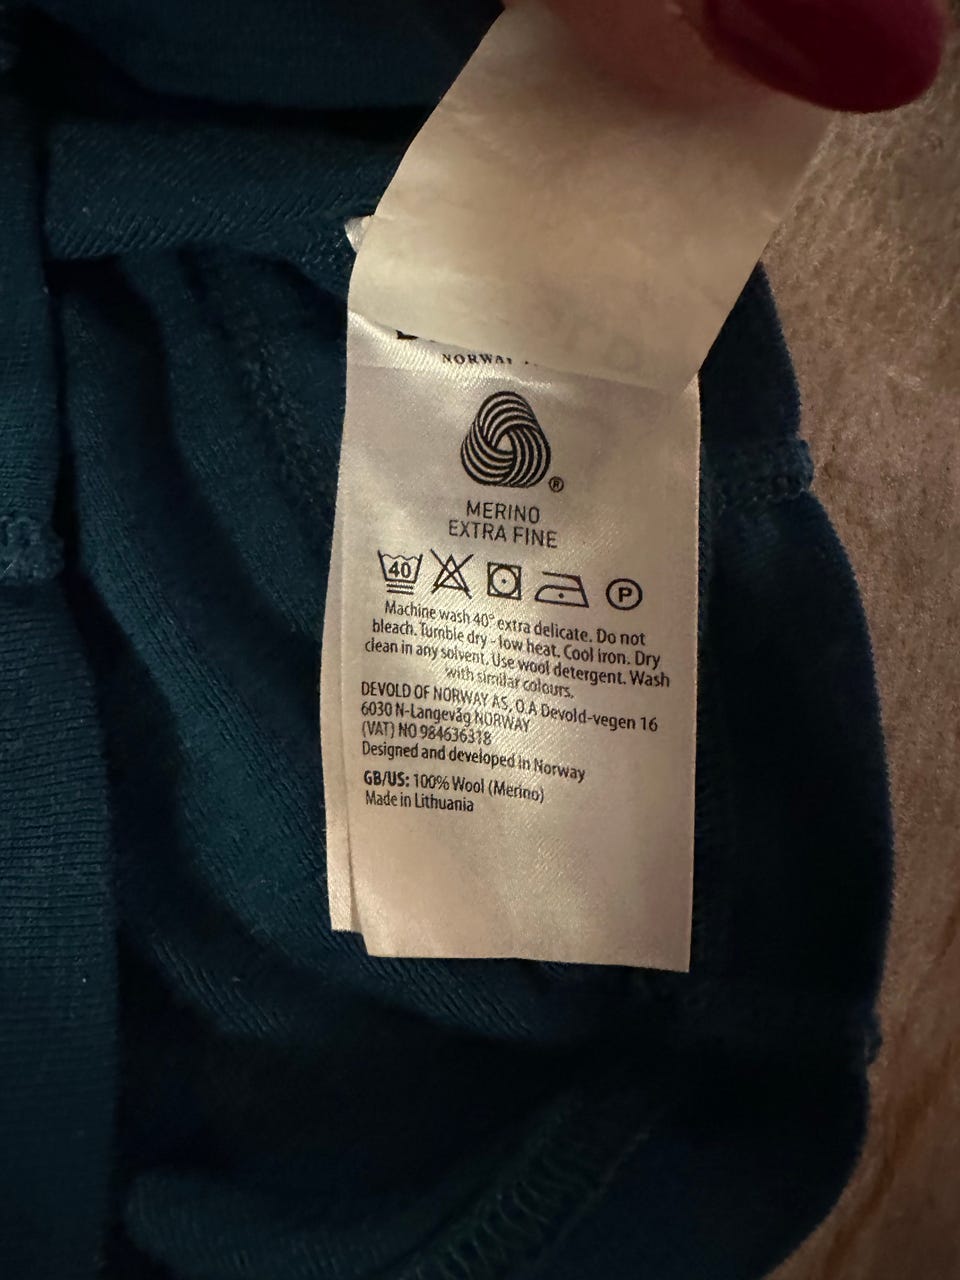 NORWAY
®
MERINO
EXTRA FINE
40 P
Machine wash 40° extra delicate. Do not
bleach. Tumble dry - low heat. Cool iron. Dry
clean in any solvent. Use wool detergent. Wash
with similar colours.
DEVOLD OF NORWAY AS, O.A Devold-vegen 16
6030 N-Langevåg NORWAY
(VAT) NO 984636318
Designed and developed in Norway
GB/US: 100% Wool (Merino)
Made in Lithuania